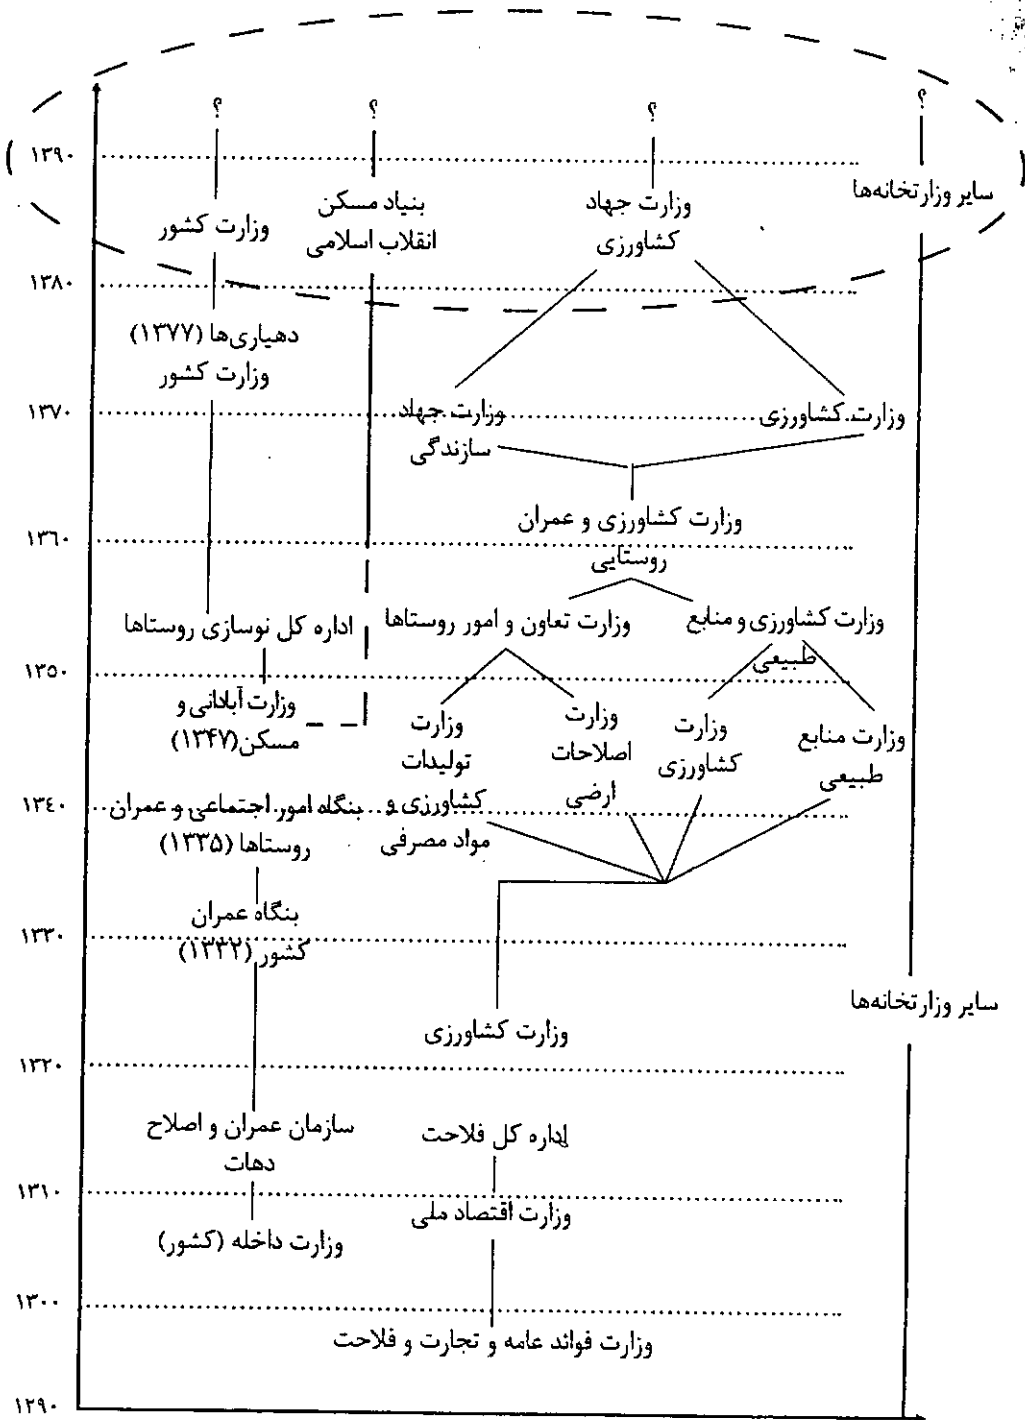 ؟ ؟ ؟ ؟
۱۳۹۰
سایر وزارتخانه‌ها
وزارت جهاد
کشاورزی
بنیاد مسکن
انقلاب اسلامی
وزارت کشور
۱۳۸۰
دهیاری‌ها (۱۳۷۷)
وزارت کشور
۱۳۷۰
وزارت کشاورزی
وزارت جهاد
سازندگی
وزارت کشاورزی و عمران
روستایی
۱۳٦۰
وزارت کشاورزی و منابع
طبیعی
وزارت تعاون و امور روستاها
اداره کل نوسازی روستاها
۱۳۵۰
وزارت منابع
طبیعی
وزارت
کشاورزی
وزارت
اصلاحات
ارضی
وزارت
تولیدات
کشاورزی و
مواد مصرفی
وزارت آبادانی و
مسکن(۱۳۴۷)
۱۳٤۰
بنگاه امور اجتماعی و عمران
روستاها (۱۳۳۵)
بنگاه عمران
کشور (۱۳۳۲)
۱۳۳۰
سایر وزارتخانه‌ها
وزارت کشاورزی
۱۳۲۰
اداره کل فلاحت
سازمان عمران و اصلاح
دهات
۱۳۱۰
وزارت اقتصاد ملی
وزارت داخله (کشور)
۱۳۰۰
وزارت فوائد عامه و تجارت و فلاحت
۱۲۹۰